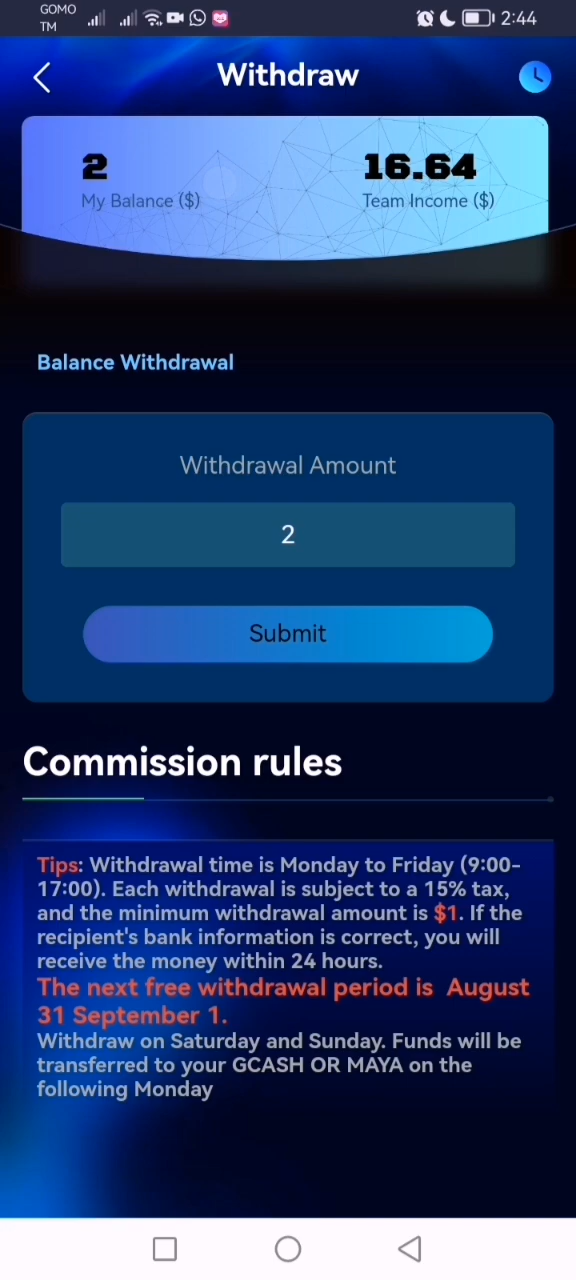 GOMO
TM
2:44
Withdraw
2
16.64
My Balance ($)
Team Income ($)
Balance Withdrawal
Withdrawal Amount
2
Submit
Commission rules
Tips: Withdrawal time is Monday to Friday (9:00-
17:00). Each withdrawal is subject to a 15% tax,
and the minimum withdrawal amount is $1. If the
recipient's bank information is correct, you will
receive the money within 24 hours.
The next free withdrawal period is  August
31 September 1.
Withdraw on Saturday and Sunday. Funds will be
transferred to your GCASH OR MAYA on the
following Monday